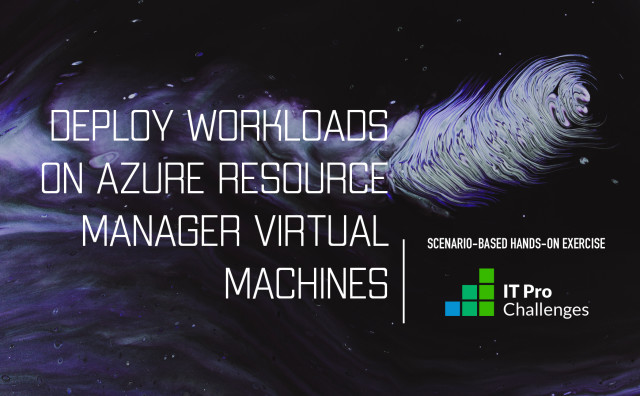 DEPLOY WORKLOADS
ON AZURE RESOURCE
MANAGER VIRTUAL
MACHINES
SCENARIO-BASED HANDS-ON EXERCISE
IT Pro
Challenges